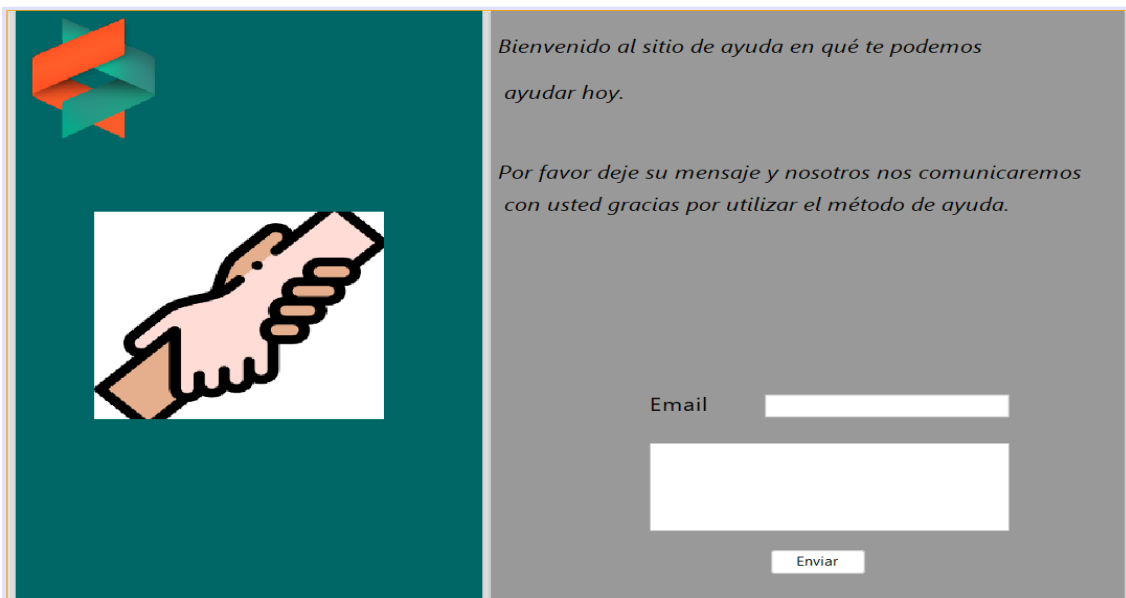 Bienvenido al sitio de ayuda en qué te podemos
ayudar hoy.
Por favor deje su mensaje y nosotros nos comunicaremos
con usted gracias por utilizar el método de ayuda.
Email
Enviar